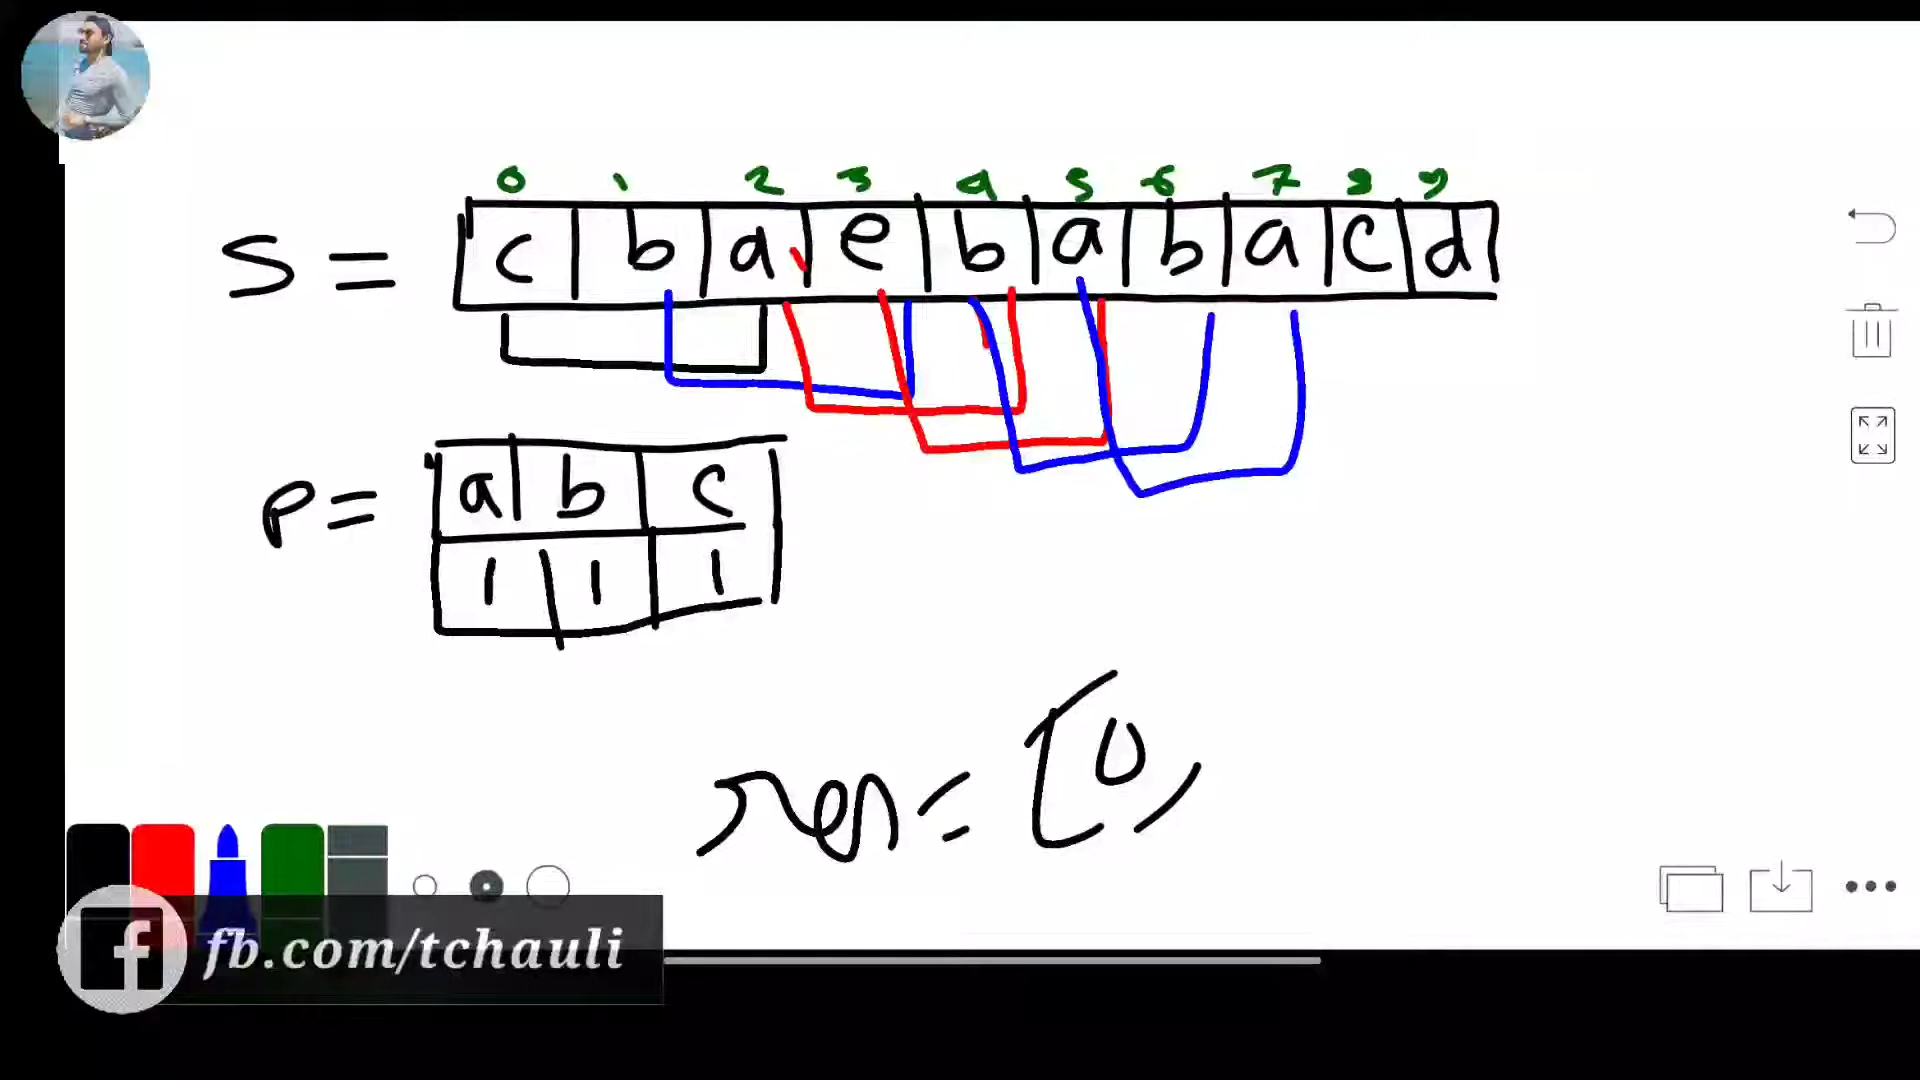 0 1 2 3 4 5 6 7 8 9
S = c b a e b a b a c d
P = a b c
1 1 1
res = [0,
fb.com/tchauli